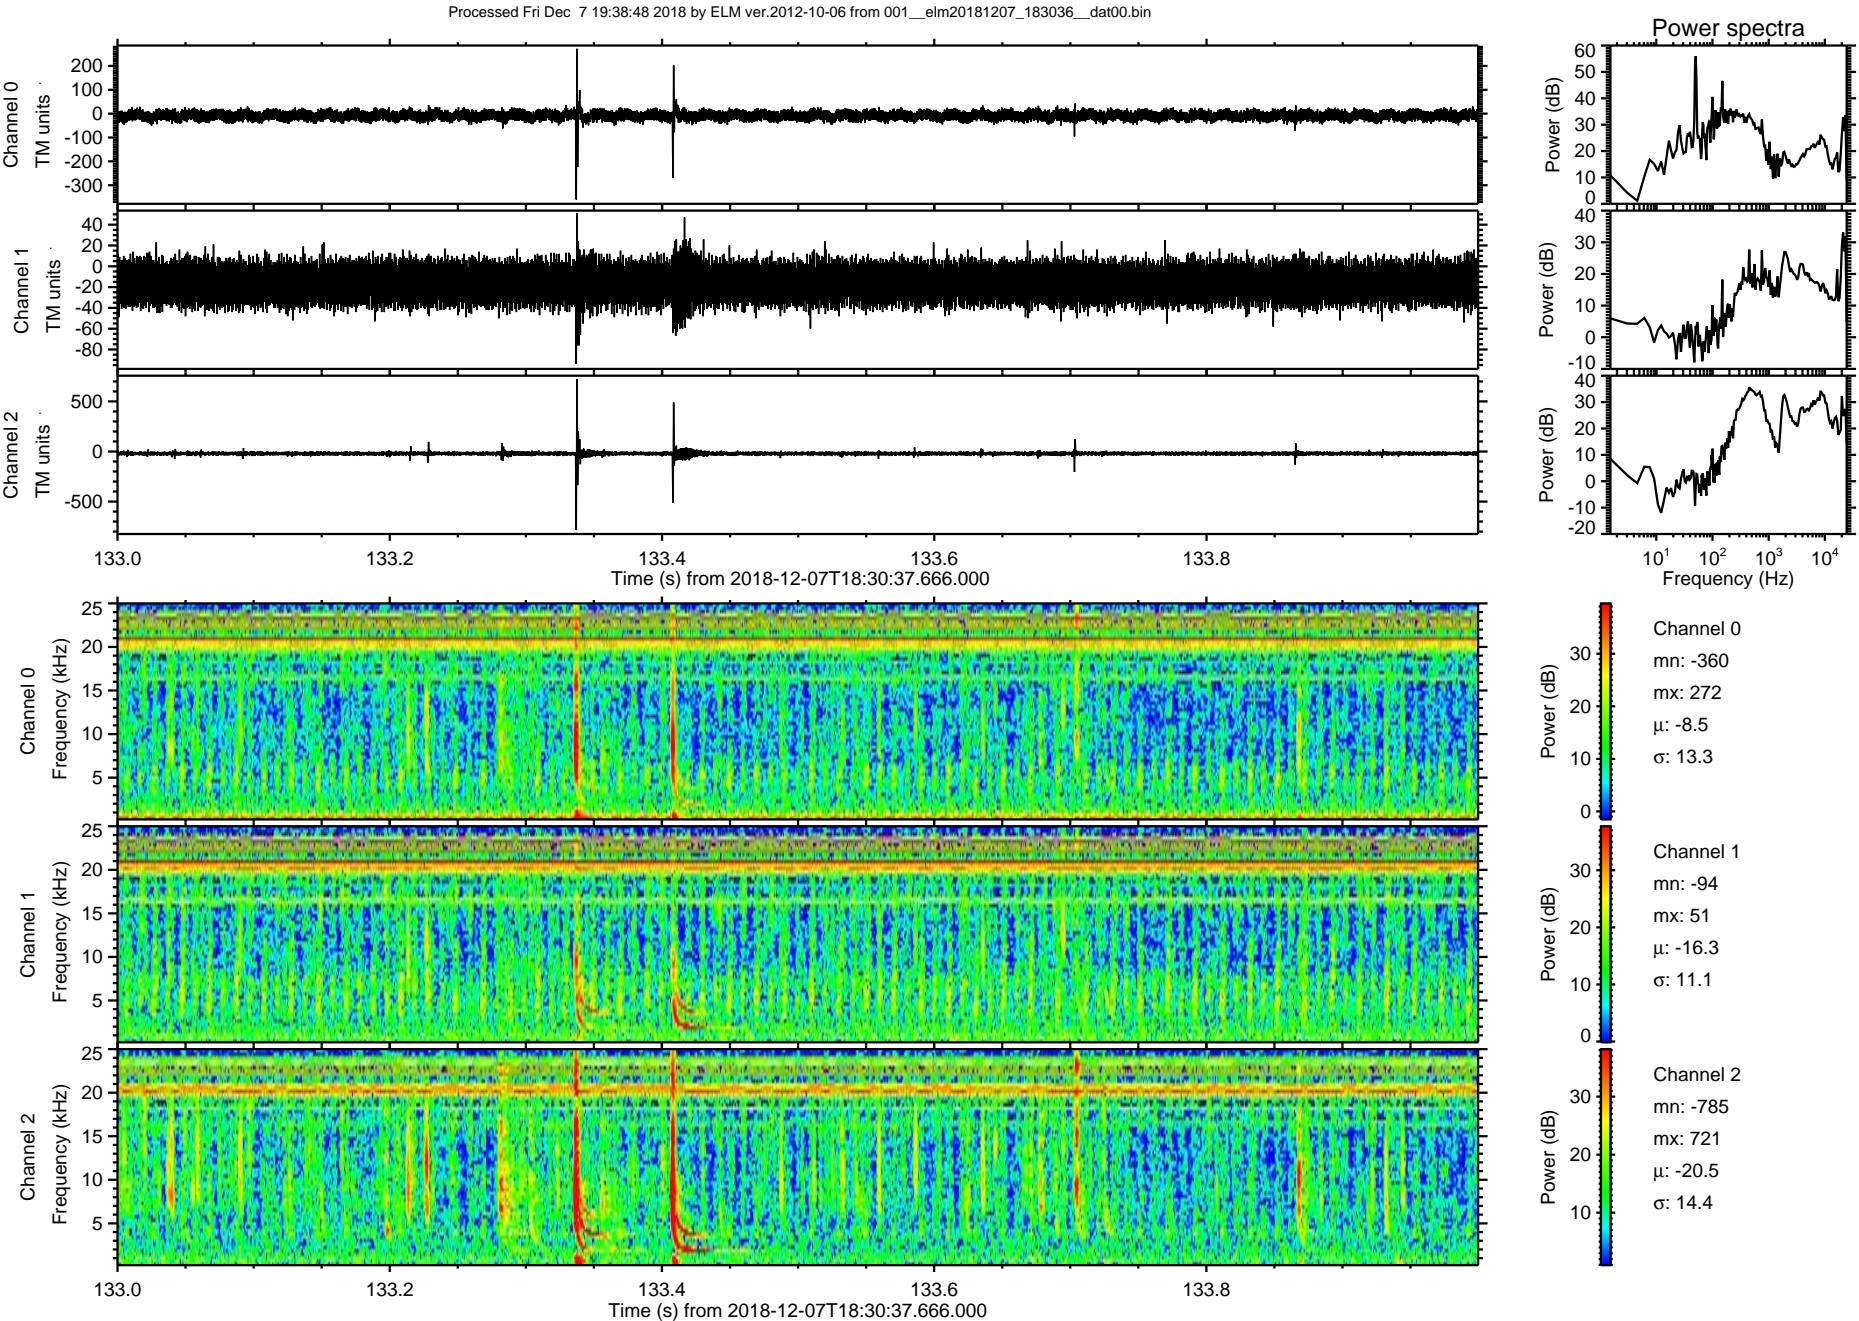 Processed Fri Dec 7 19:38:48 2018 by ELM ver.2012-10-06 from 001__elm20181207_183036__dat00.bin
Power spectra
Channel 0
TM units
200
100
0
-100
-200
-300
Power (dB)
60
50
40
30
20
10
0
Channel 1
TM units
40
20
0
-20
-40
-60
-80
Power (dB)
40
30
20
10
0
-10
Channel 2
TM units
500
0
-500
Power (dB)
40
30
20
10
0
-10
-20
133.0 133.2 133.4 133.6 133.8
Time (s) from 2018-12-07T18:30:37.666.000
10^1 10^2 10^3 10^4
Frequency (Hz)
Channel 0
Frequency (kHz)
25
20
15
10
5
Power (dB)
30
20
10
0
Channel 0
mn: -360
mx: 272
μ: -8.5
σ: 13.3
Channel 1
Frequency (kHz)
25
20
15
10
5
Power (dB)
30
20
10
0
Channel 1
mn: -94
mx: 51
μ: -16.3
σ: 11.1
Channel 2
Frequency (kHz)
25
20
15
10
5
Power (dB)
30
20
10
Channel 2
mn: -785
mx: 721
μ: -20.5
σ: 14.4
133.0 133.2 133.4 133.6 133.8
Time (s) from 2018-12-07T18:30:37.666.000